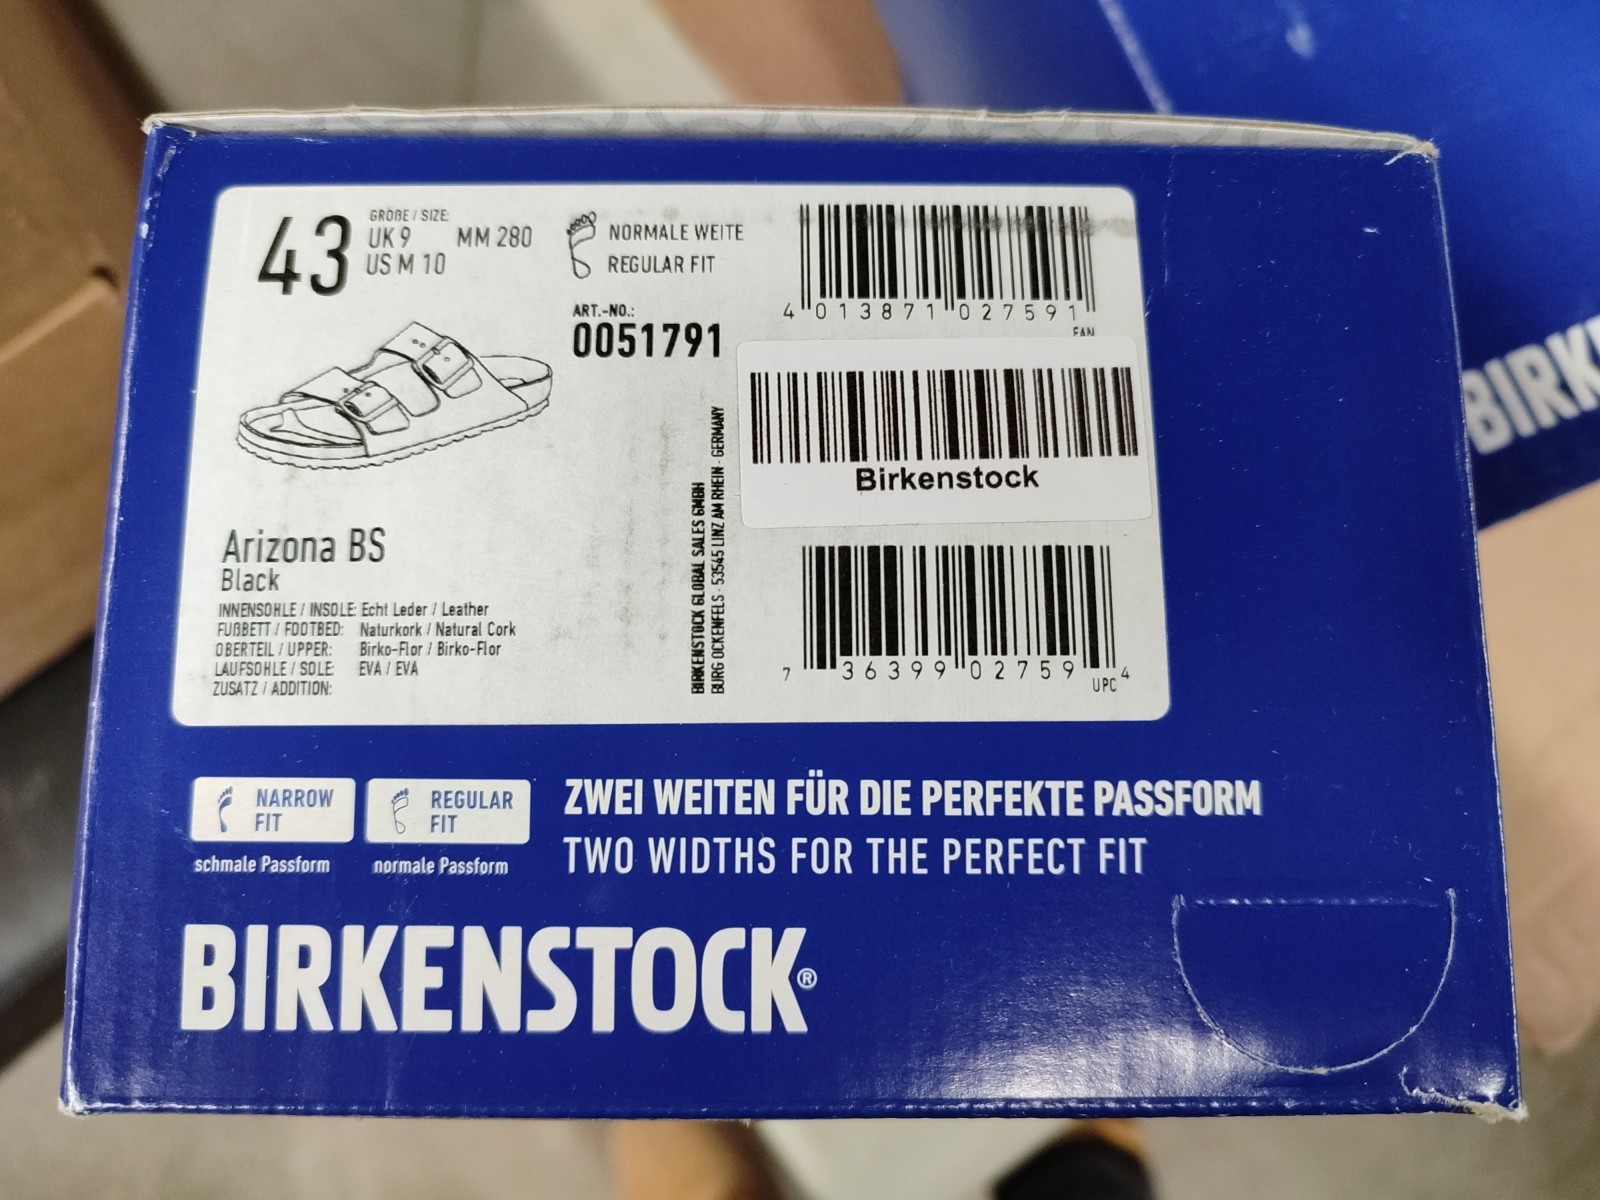 43
GRÖßE / SIZE:
UK 9 MM 280
US M 10
NORMALE WEITE
REGULAR FIT
ART.-NO.:
0051791
4 013871 027591
EAN
Birkenstock
7 36399 02759 4
UPC
BIRKENSTOCK GLOBAL SALES GMBH
BURG OCKENFELS · 53545 LINZ AM RHEIN · GERMANY
Arizona BS
Black
INNENSOHLE / INSOLE: Echt Leder / Leather
FUßBETT / FOOTBED: Naturkork / Natural Cork
OBERTEIL / UPPER: Birko-Flor / Birko-Flor
LAUFSOHLE / SOLE: EVA / EVA
ZUSATZ / ADDITION:
NARROW
FIT
schmale Passform
REGULAR
FIT
normale Passform
ZWEI WEITEN FÜR DIE PERFEKTE PASSFORM
TWO WIDTHS FOR THE PERFECT FIT
BIRKENSTOCK®
BIRK